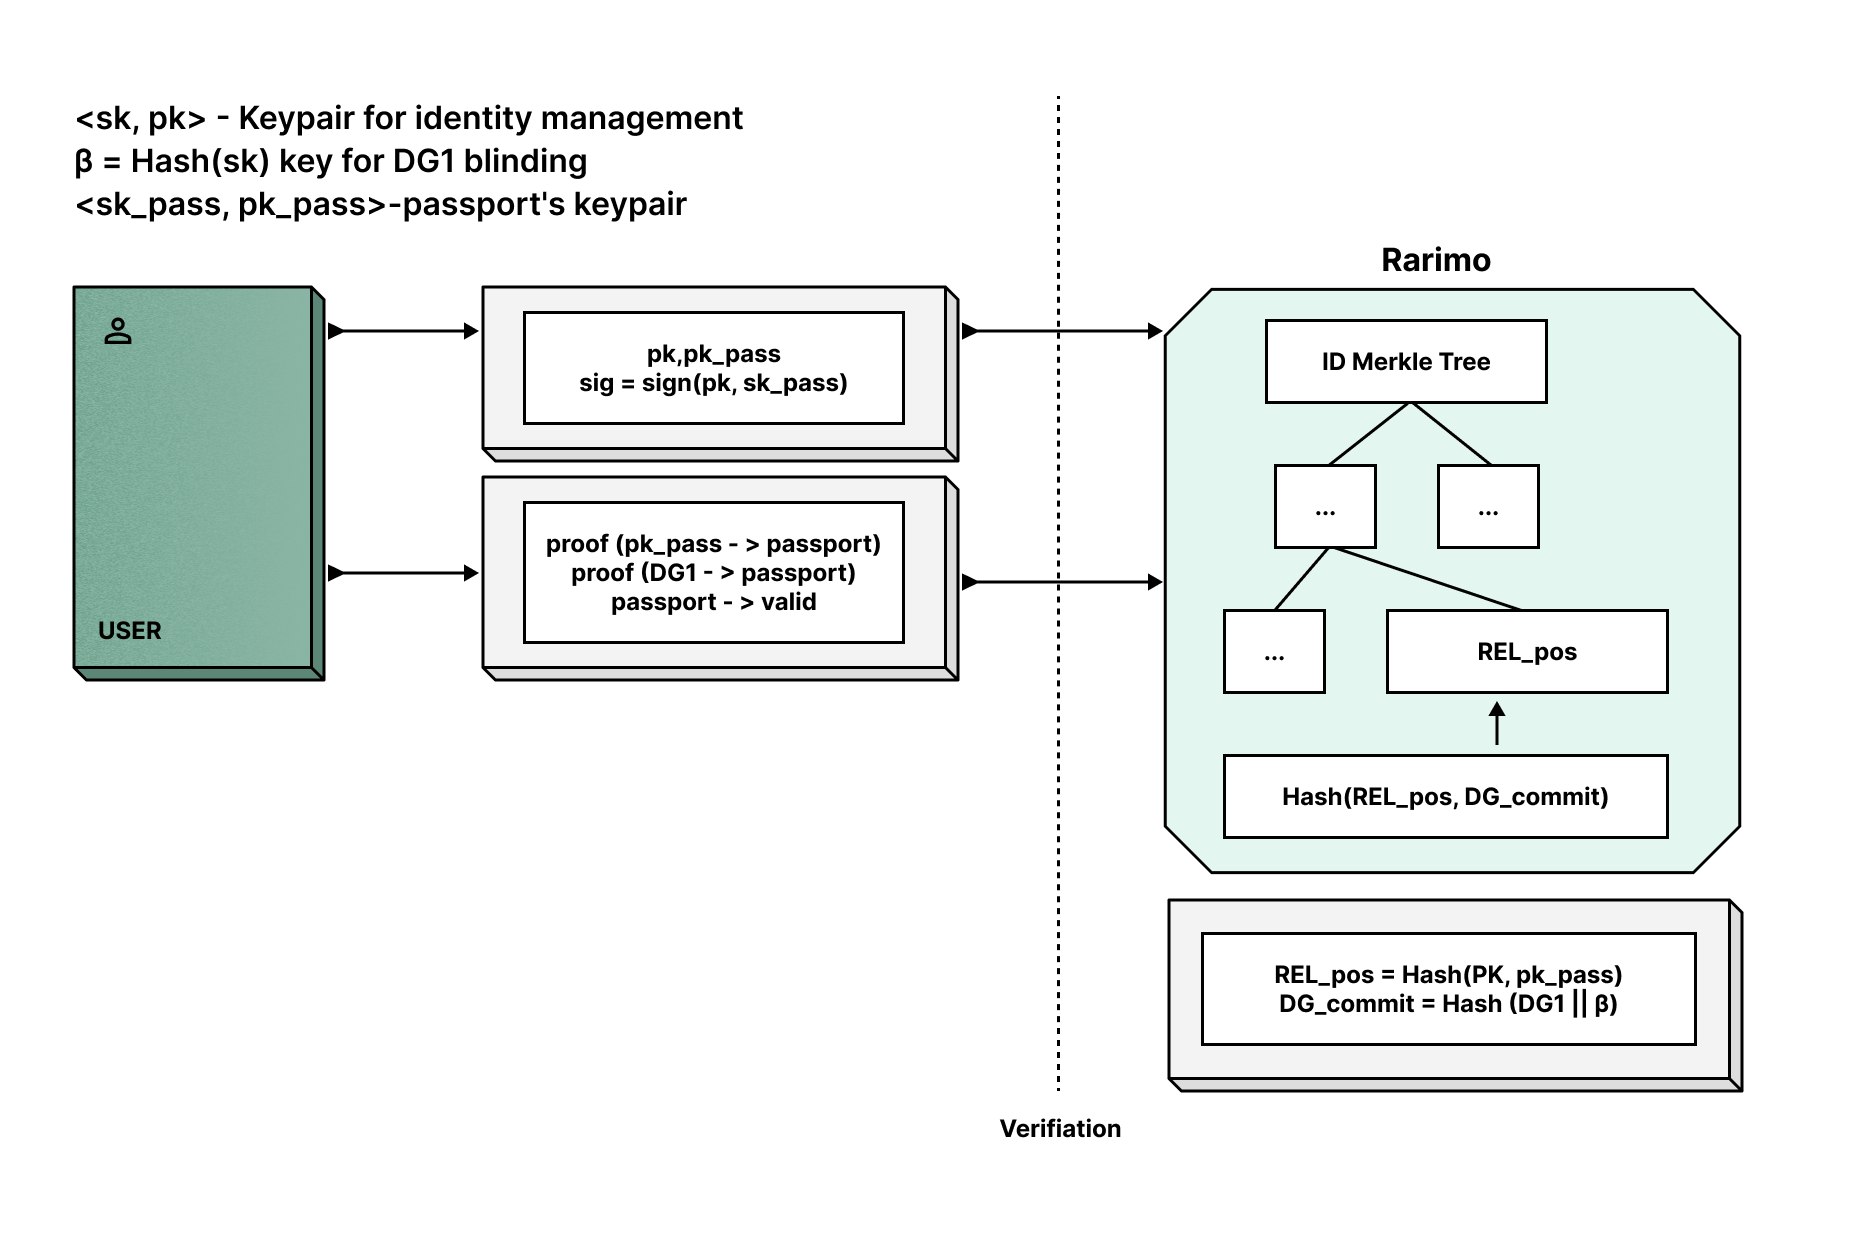 <sk, pk> - Keypair for identity management
β = Hash(sk) key for DG1 blinding
<sk_pass, pk_pass>-passport's keypair
USER
pk,pk_pass
sig = sign(pk, sk_pass)
proof (pk_pass - > passport)
proof (DG1 - > passport)
passport - > valid
Verifiation
Rarimo
ID Merkle Tree
...
...
...
REL_pos
Hash(REL_pos, DG_commit)
REL_pos = Hash(PK, pk_pass)
DG_commit = Hash (DG1 || β)